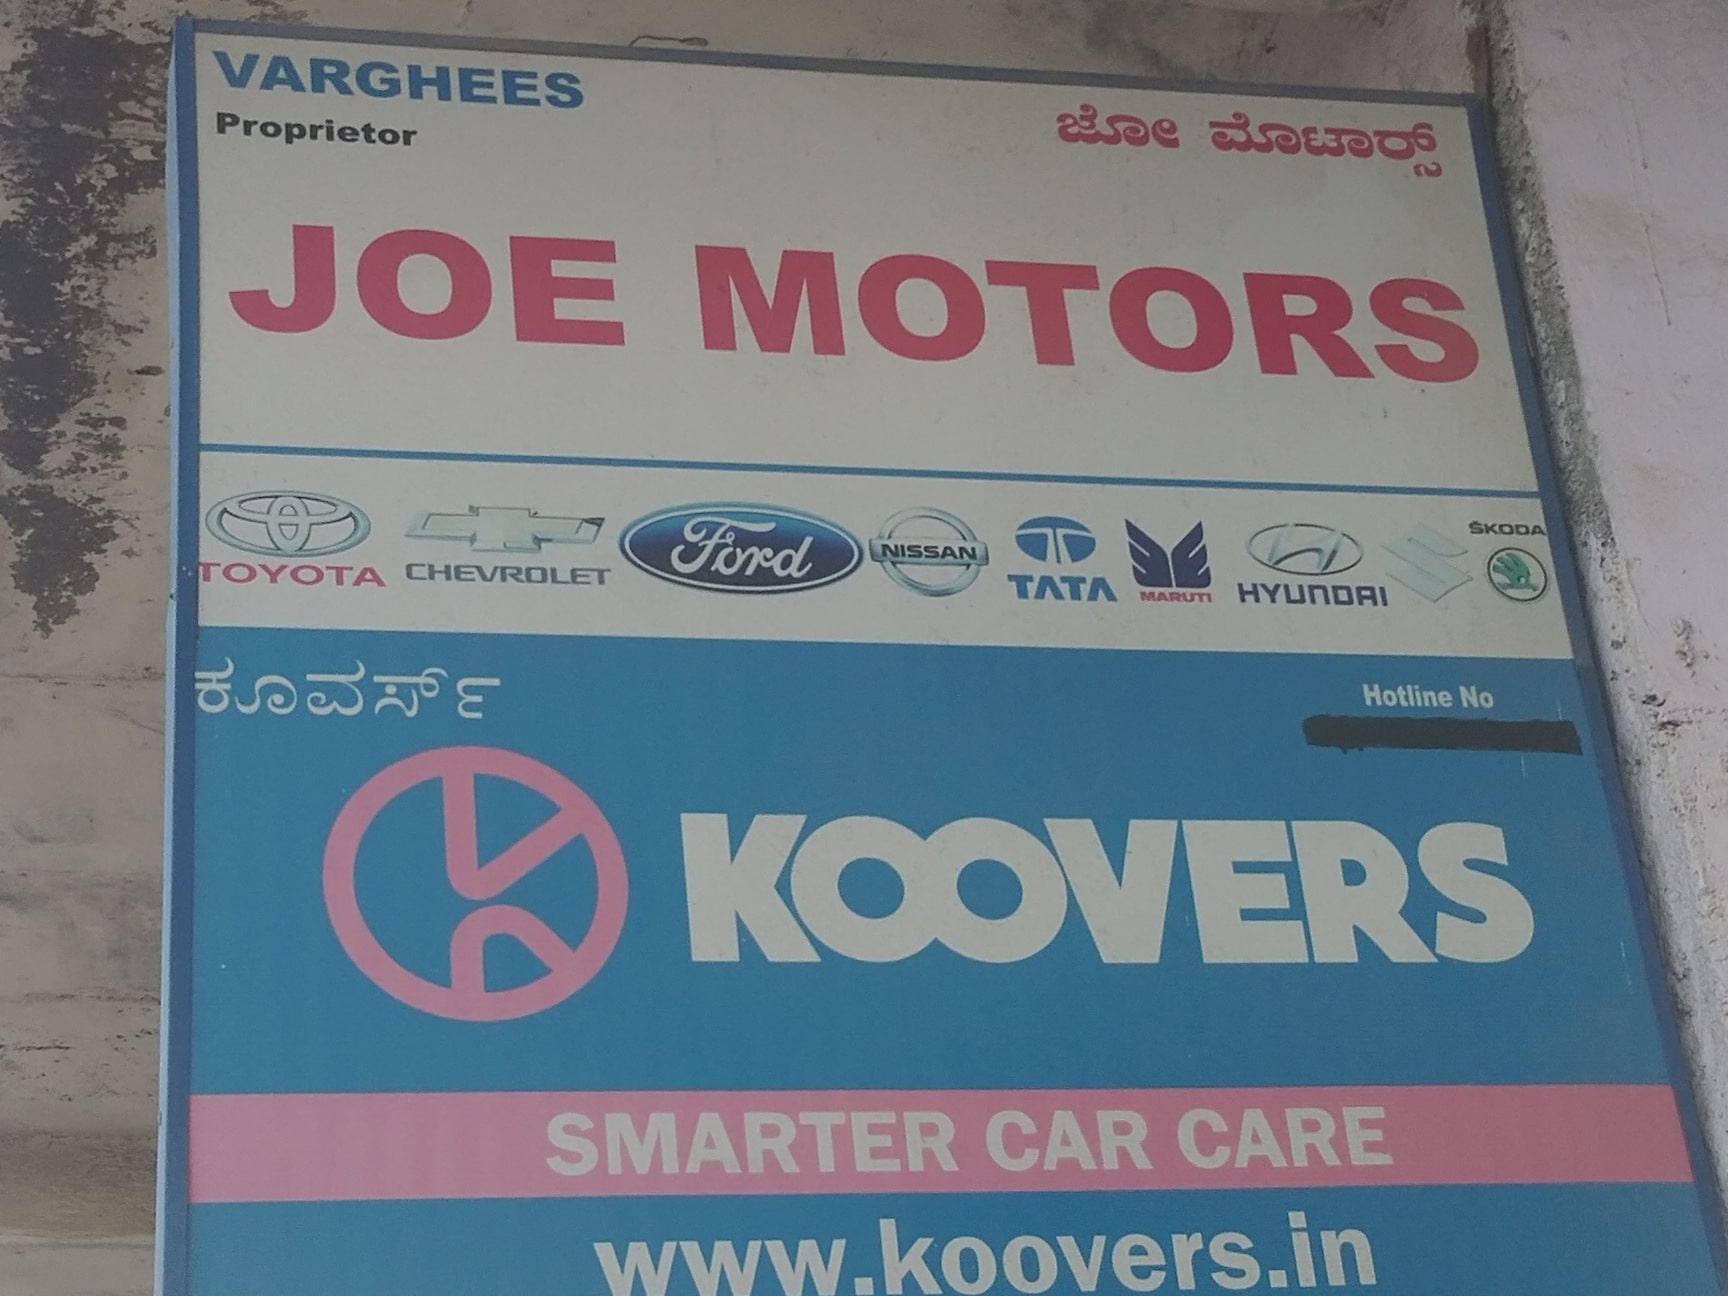 VARGHEES
Proprietor
ಜೋ ಮೊಟಾರ್‍ಸ್
JOE MOTORS
TOYOTA CHEVROLET Ford NISSAN TATA MARUTI HYUNDAI ŠKODA
ಕೂವರ್ಸ್೯
Hotline No
KOOVERS
SMARTER CAR CARE
www.koovers.in